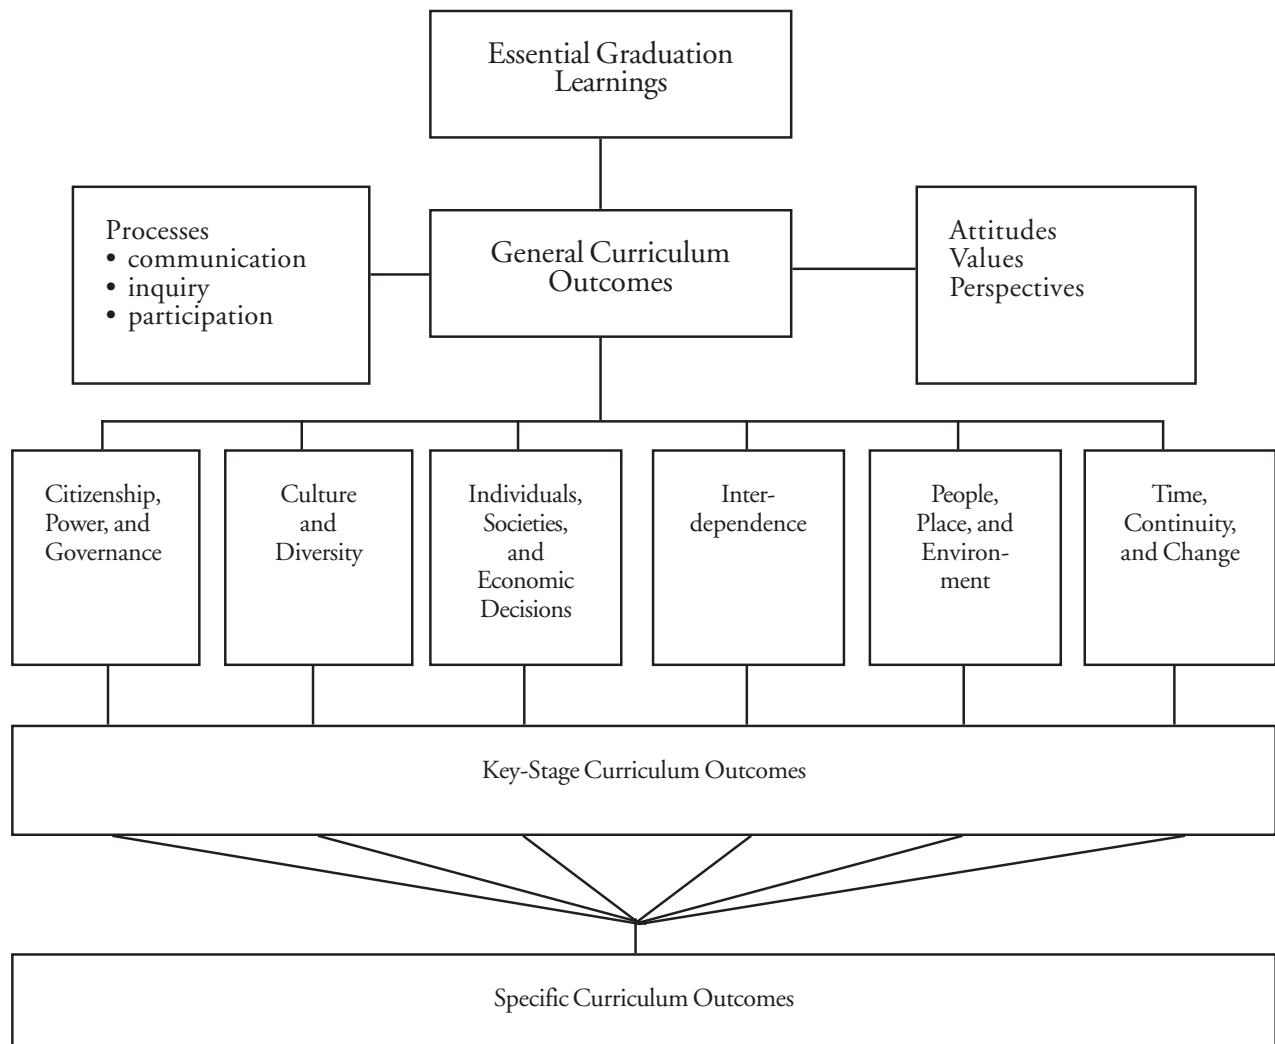 Essential Graduation
Learnings
Processes
• communication
• inquiry
• participation
General Curriculum
Outcomes
Attitudes
Values
Perspectives
Citizenship,
Power, and
Governance
Culture
and
Diversity
Individuals,
Societies,
and
Economic
Decisions
Inter-
dependence
People,
Place, and
Environ-
ment
Time,
Continuity,
and Change
Key-Stage Curriculum Outcomes
Specific Curriculum Outcomes